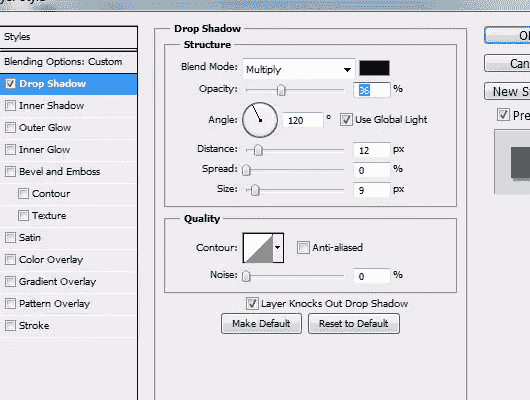 Styles
Blending Options: Custom
Drop Shadow
Inner Shadow
Outer Glow
Inner Glow
Bevel and Emboss
Contour
Texture
Satin
Color Overlay
Gradient Overlay
Pattern Overlay
Stroke
Drop Shadow
Structure
Blend Mode: Multiply
Opacity: 36 %
Angle: 120 ° Use Global Light
Distance: 12 px
Spread: 0 %
Size: 9 px
Quality
Contour: Anti-aliased
Noise: 0 %
Layer Knocks Out Drop Shadow
Make Default Reset to Default
Can
New St
Pre